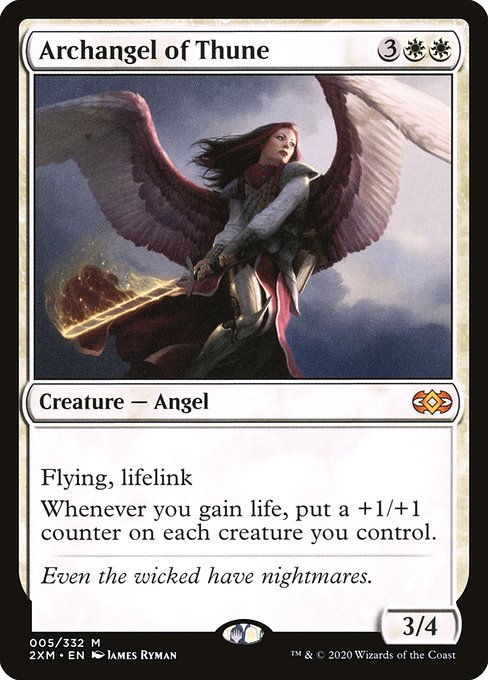 Archangel of Thune 3
Creature — Angel
Flying, lifelink
Whenever you gain life, put a +1/+1
counter on each creature you control.
Even the wicked have nightmares.
3/4
005/332 M
2XM • EN James Ryman
™ & © 2020 Wizards of the Coast